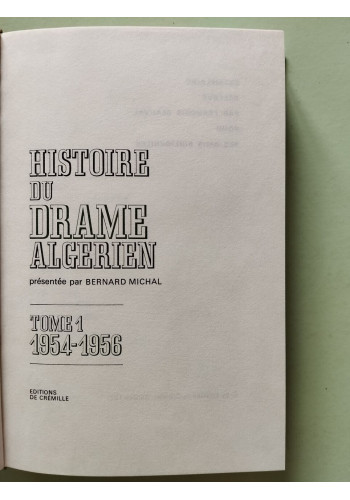 HISTOIRE
DU
DRAME
ALGERIEN
présentée par BERNARD MICHAL
TOME 1
1954-1956
EDITIONS
DE CRÉMILLE